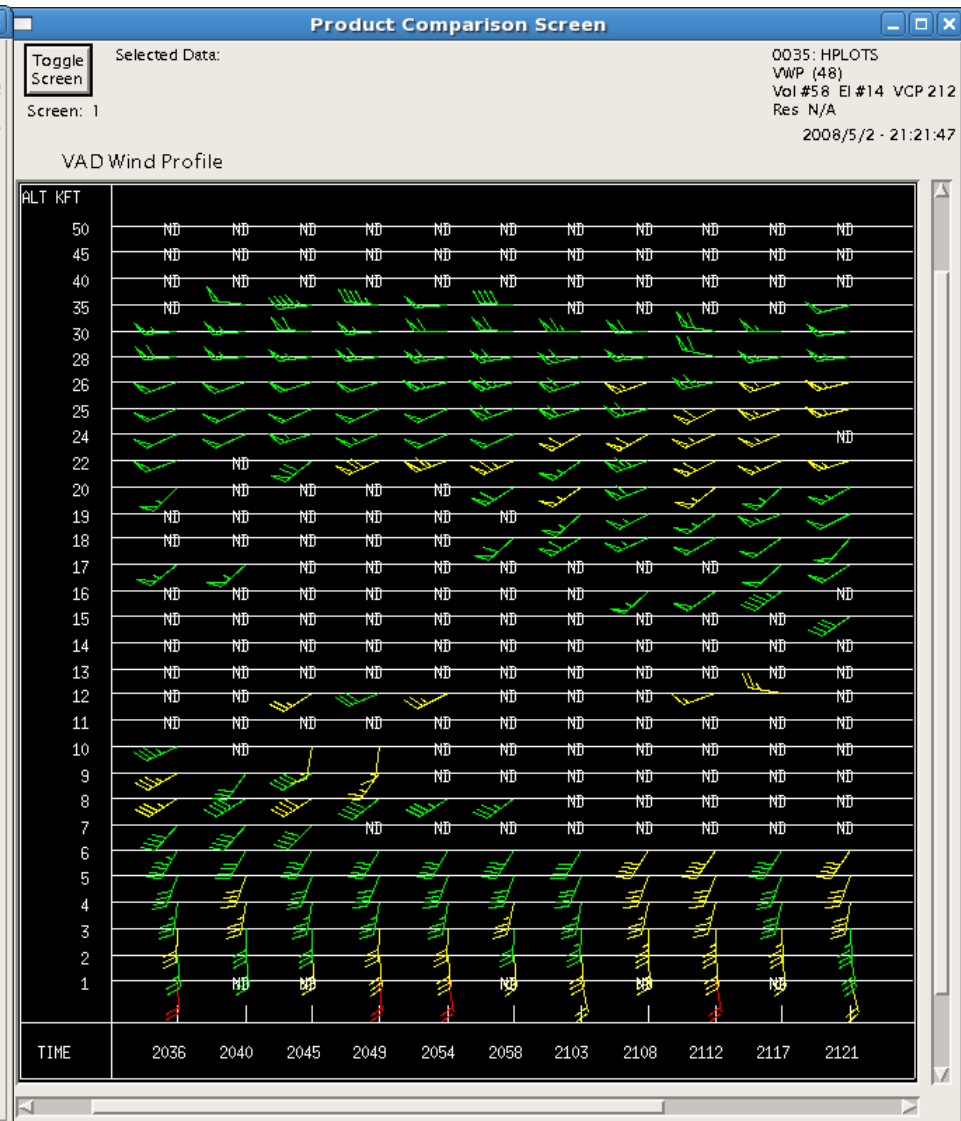 Product Comparison Screen
Toggle
Screen
Selected Data:
Screen: 1
0035: HPLOTS
VWP (48)
Vol #58 El #14 VCP 212
Res N/A
2008/5/2 - 21:21:47
VAD Wind Profile
ALT KFT
50 ND ND ND ND ND ND ND ND ND ND ND
45 ND ND ND ND ND ND ND ND ND ND ND
40 ND ND ND ND ND ND ND ND ND ND ND
35 ND ND ND ND ND
30
28
26
25
24 ND
22 ND
20 ND ND ND ND
19 ND ND ND ND ND ND
18 ND ND ND ND ND
17 ND ND ND ND ND ND ND
16 ND ND ND ND ND ND ND ND
15 ND ND ND ND ND ND ND ND ND ND
14 ND ND ND ND ND ND ND ND ND ND ND
13 ND ND ND ND ND ND ND ND ND ND ND
12 ND ND ND ND ND ND
11 ND ND ND ND ND ND ND ND ND ND ND
10 ND ND ND ND ND ND ND ND
9 ND ND ND ND ND ND ND
8 ND ND ND ND ND
7 ND ND ND ND ND ND ND ND
6
5
4
3
2
1 ND ND ND ND ND
TIME 2036 2040 2045 2049 2054 2058 2103 2108 2112 2117 2121